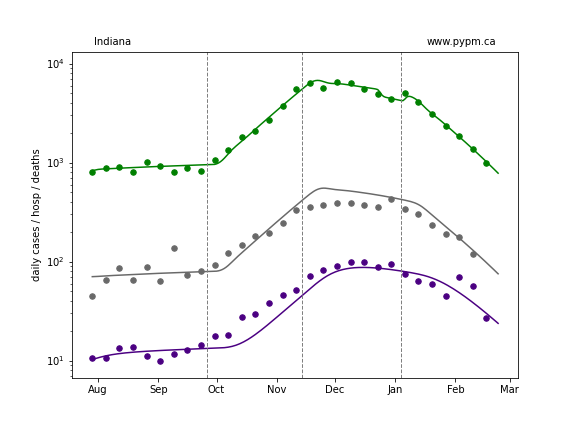 Indiana www.pypm.ca
10⁴
10³
10²
10¹
daily cases / hosp / deaths
Aug Sep Oct Nov Dec Jan Feb Mar